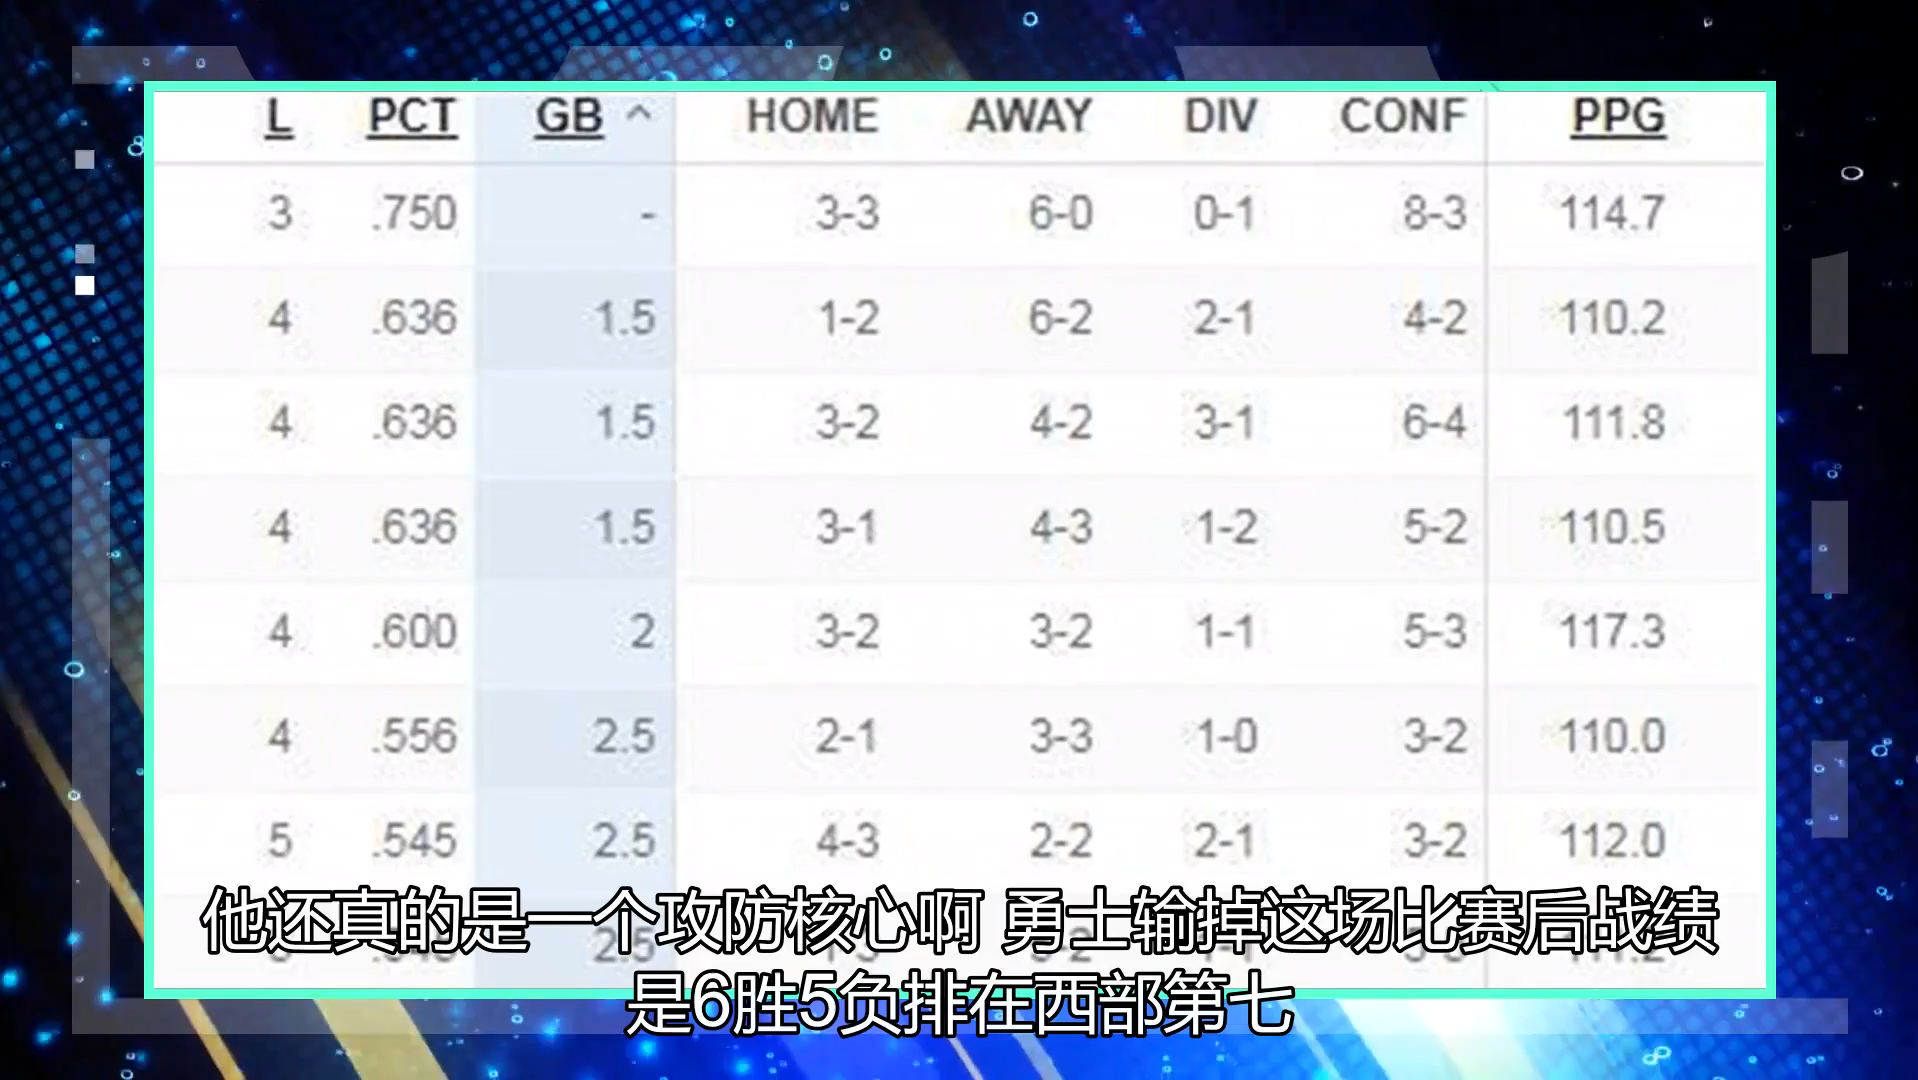 L PCT GB ^ HOME AWAY DIV CONF PPG
3 .750 - 3-3 6-0 0-1 8-3 114.7
4 .636 1.5 1-2 6-2 2-1 4-2 110.2
4 .636 1.5 3-2 4-2 3-1 6-4 111.8
4 .636 1.5 3-1 4-3 1-2 5-2 110.5
4 .600 2 3-2 3-2 1-1 5-3 117.3
4 .556 2.5 2-1 3-3 1-0 3-2 110.0
5 .545 2.5 4-3 2-2 2-1 3-2 112.0
2.5
他还真的是一个攻防核心啊 勇士输掉这场比赛后战绩
是6胜5负排在西部第七